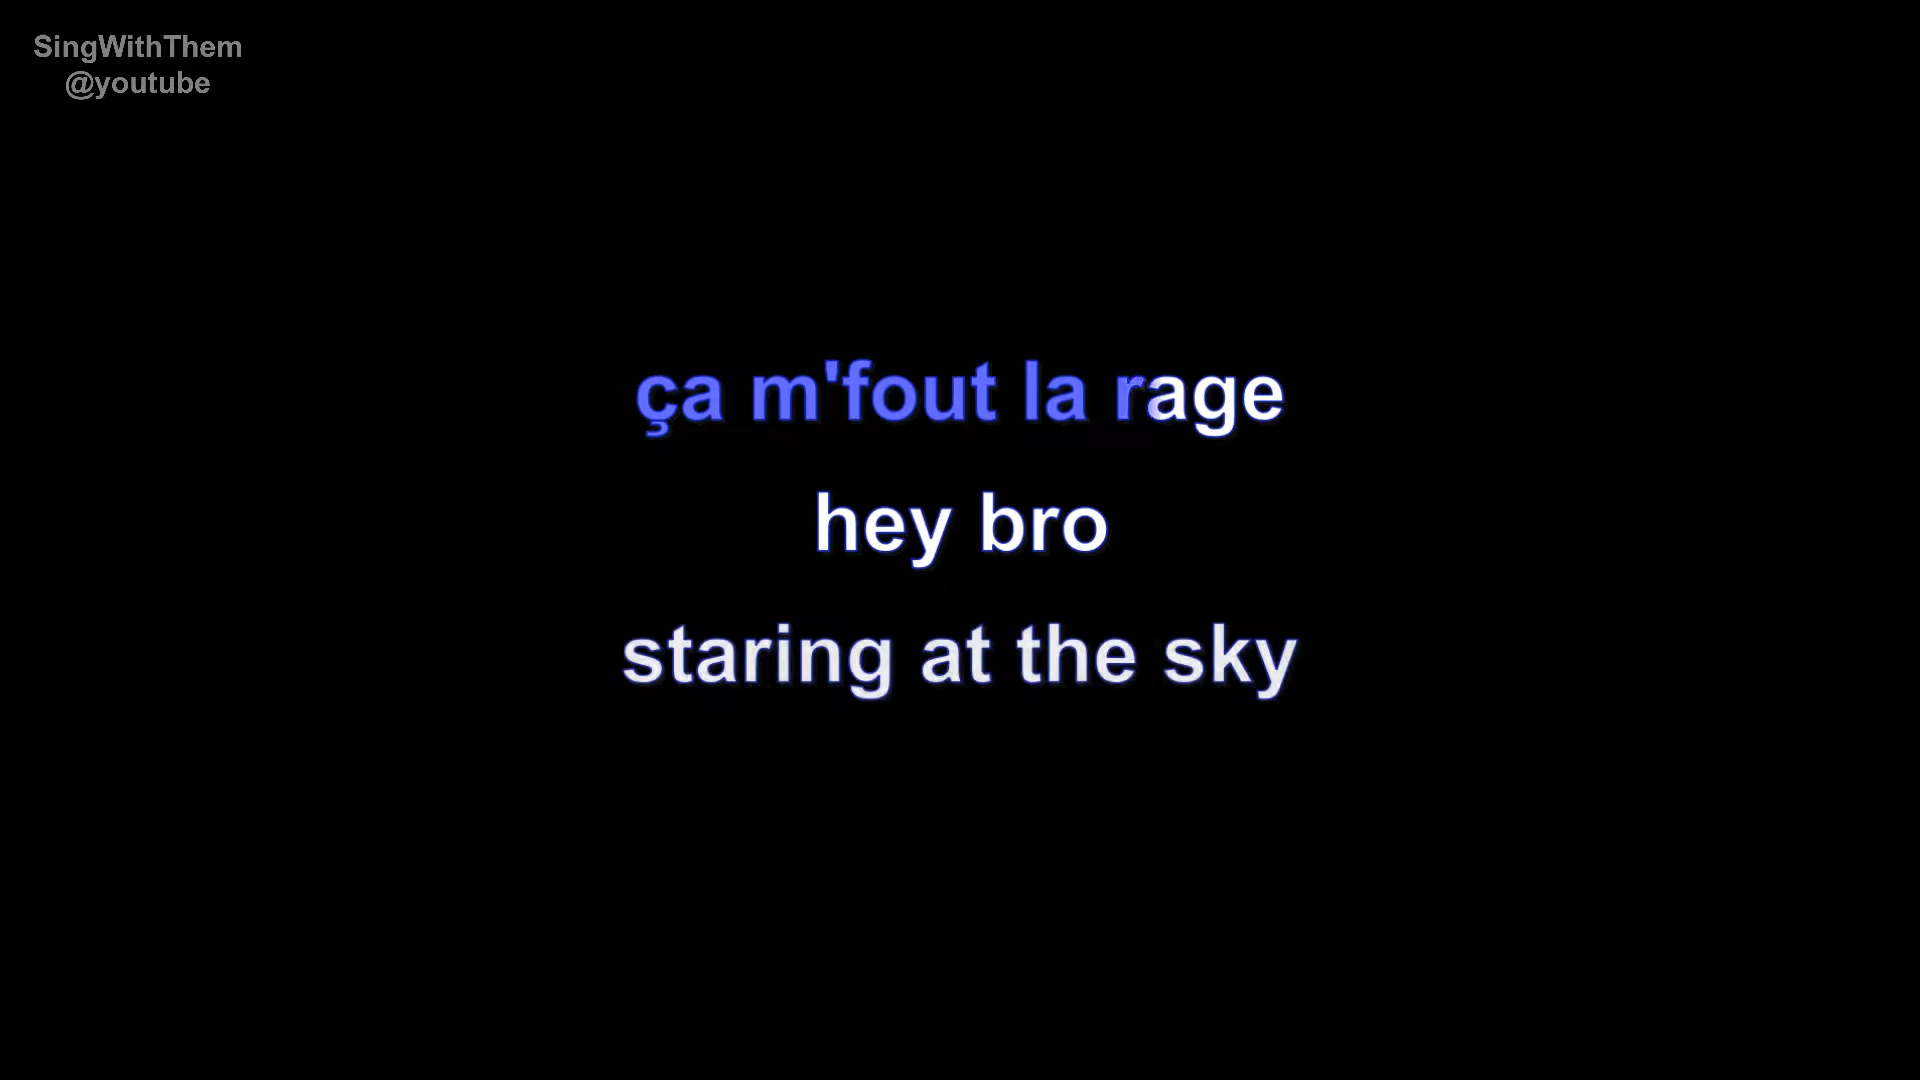 SingWithThem
@youtube
ça m'fout la rage
hey bro
staring at the sky